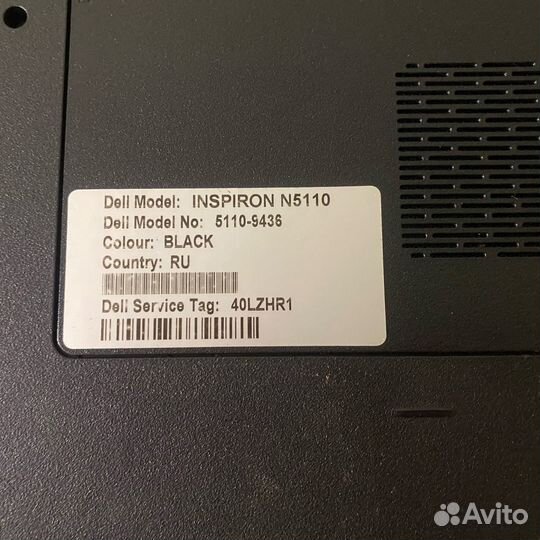 Dell Model: INSPIRON N5110
Dell Model No: 5110-9436
Colour: BLACK
Country: RU
Dell Service Tag: 40LZHR1
Avito